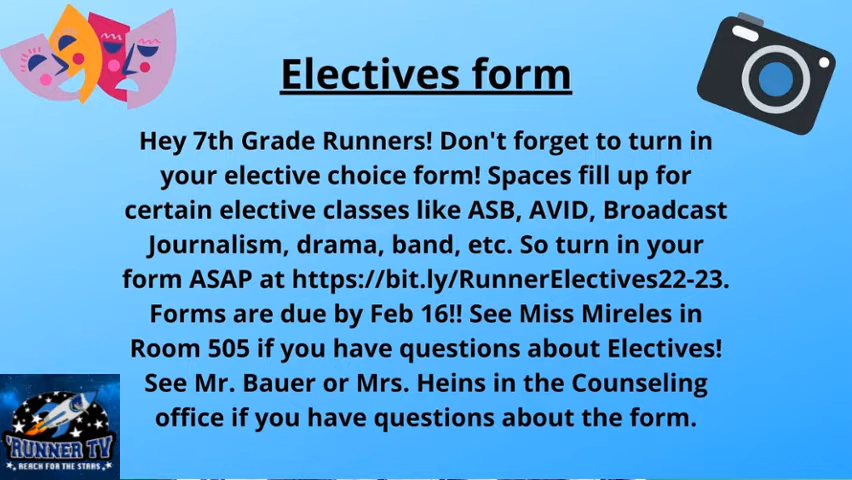 Electives form
Hey 7th Grade Runners! Don't forget to turn in
your elective choice form! Spaces fill up for
certain elective classes like ASB, AVID, Broadcast
Journalism, drama, band, etc. So turn in your
form ASAP at https://bit.ly/RunnerElectives22-23.
Forms are due by Feb 16!! See Miss Mireles in
Room 505 if you have questions about Electives!
See Mr. Bauer or Mrs. Heins in the Counseling
office if you have questions about the form.
'RUNNER TV
REACH FOR THE STARS